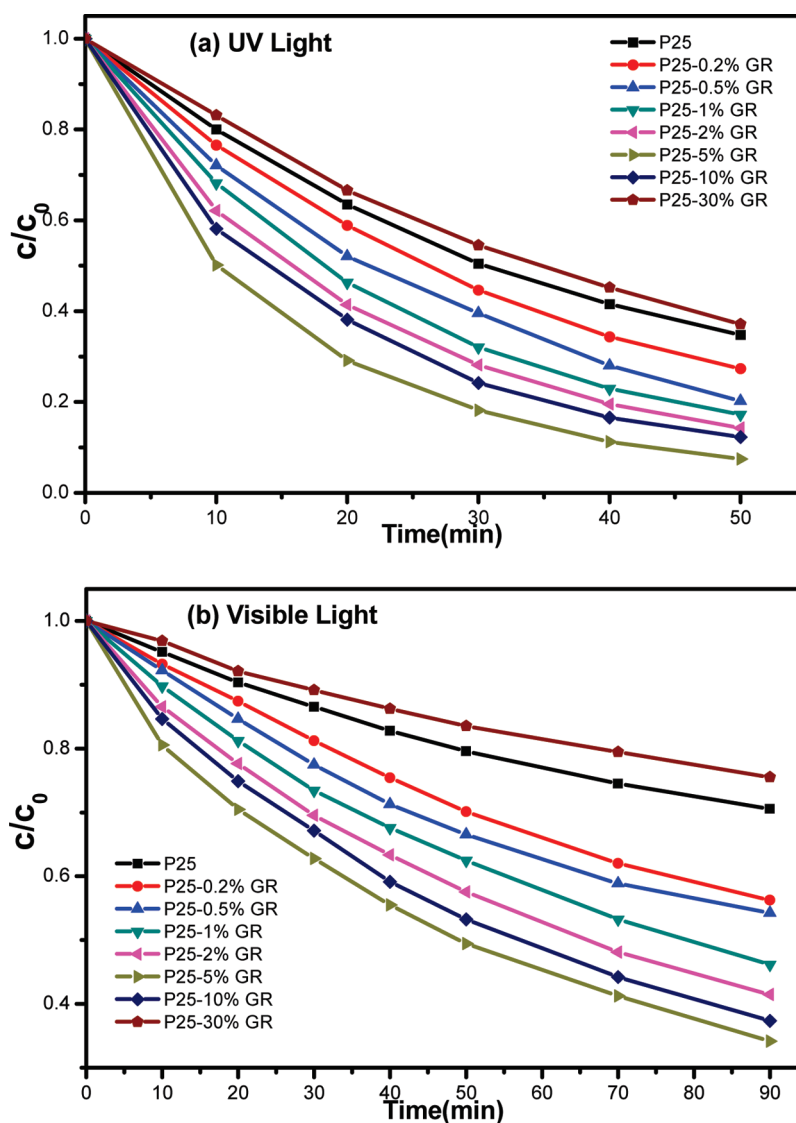 (a) UV Light
P25
P25-0.2% GR
P25-0.5% GR
P25-1% GR
P25-2% GR
P25-5% GR
P25-10% GR
P25-30% GR
1.0
0.8
0.6
0.4
0.2
0.0
c/c0
0 10 20 30 40 50
Time(min)
(b) Visible Light
1.0
0.8
0.6
0.4
c/c0
P25
P25-0.2% GR
P25-0.5% GR
P25-1% GR
P25-2% GR
P25-5% GR
P25-10% GR
P25-30% GR
0 10 20 30 40 50 60 70 80 90
Time(min)